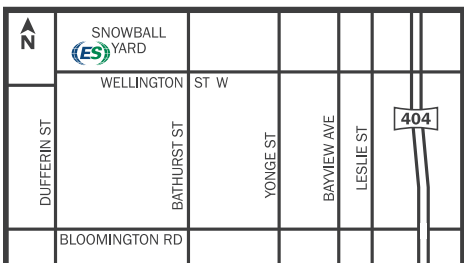 N
SNOWBALL
YARD
ES
WELLINGTON ST W
DUFFERIN ST
BATHURST ST
YONGE ST
BAYVIEW AVE
LESLIE ST
404
BLOOMINGTON RD